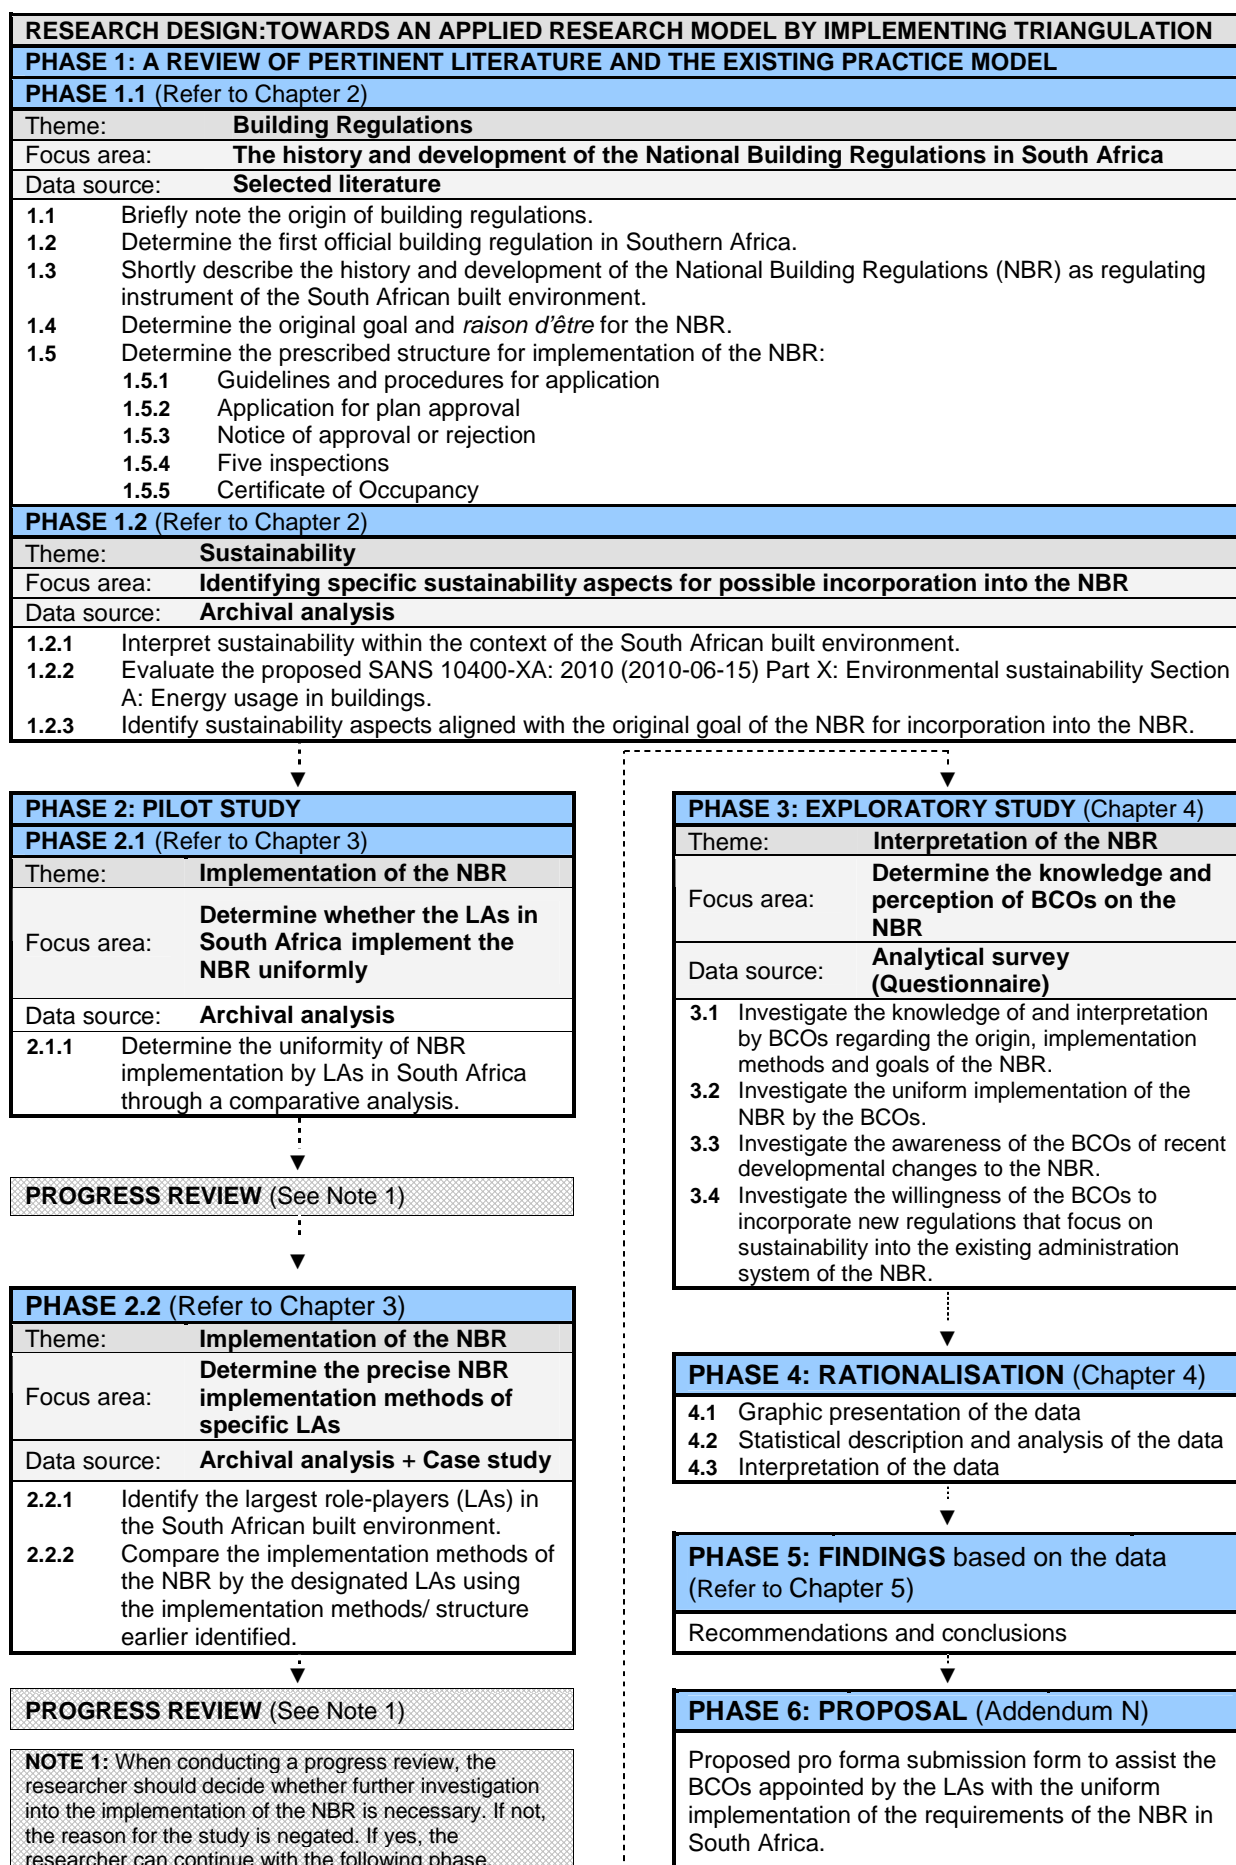 RESEARCH DESIGN:TOWARDS AN APPLIED RESEARCH MODEL BY IMPLEMENTING TRIANGULATION
PHASE 1: A REVIEW OF PERTINENT LITERATURE AND THE EXISTING PRACTICE MODEL
PHASE 1.1 (Refer to Chapter 2)
Theme: Building Regulations
Focus area: The history and development of the National Building Regulations in South Africa
Data source: Selected literature
1.1 Briefly note the origin of building regulations.
1.2 Determine the first official building regulation in Southern Africa.
1.3 Shortly describe the history and development of the National Building Regulations (NBR) as regulating
instrument of the South African built environment.
1.4 Determine the original goal and raison d'être for the NBR.
1.5 Determine the prescribed structure for implementation of the NBR:
1.5.1 Guidelines and procedures for application
1.5.2 Application for plan approval
1.5.3 Notice of approval or rejection
1.5.4 Five inspections
1.5.5 Certificate of Occupancy
PHASE 1.2 (Refer to Chapter 2)
Theme: Sustainability
Focus area: Identifying specific sustainability aspects for possible incorporation into the NBR
Data source: Archival analysis
1.2.1 Interpret sustainability within the context of the South African built environment.
1.2.2 Evaluate the proposed SANS 10400-XA: 2010 (2010-06-15) Part X: Environmental sustainability Section
A: Energy usage in buildings.
1.2.3 Identify sustainability aspects aligned with the original goal of the NBR for incorporation into the NBR.
PHASE 2: PILOT STUDY
PHASE 2.1 (Refer to Chapter 3)
Theme: Implementation of the NBR
Focus area: Determine whether the LAs in
South Africa implement the
NBR uniformly
Data source: Archival analysis
2.1.1 Determine the uniformity of NBR
implementation by LAs in South Africa
through a comparative analysis.
PROGRESS REVIEW (See Note 1)
PHASE 2.2 (Refer to Chapter 3)
Theme: Implementation of the NBR
Focus area: Determine the precise NBR
implementation methods of
specific LAs
Data source: Archival analysis + Case study
2.2.1 Identify the largest role-players (LAs) in
the South African built environment.
2.2.2 Compare the implementation methods of
the NBR by the designated LAs using
the implementation methods/ structure
earlier identified.
PROGRESS REVIEW (See Note 1)
NOTE 1: When conducting a progress review, the
researcher should decide whether further investigation
into the implementation of the NBR is necessary. If not,
the reason for the study is negated. If yes, the
researcher can continue with the following phase.
PHASE 3: EXPLORATORY STUDY (Chapter 4)
Theme: Interpretation of the NBR
Focus area: Determine the knowledge and
perception of BCOs on the
NBR
Data source: Analytical survey
(Questionnaire)
3.1 Investigate the knowledge of and interpretation
by BCOs regarding the origin, implementation
methods and goals of the NBR.
3.2 Investigate the uniform implementation of the
NBR by the BCOs.
3.3 Investigate the awareness of the BCOs of recent
developmental changes to the NBR.
3.4 Investigate the willingness of the BCOs to
incorporate new regulations that focus on
sustainability into the existing administration
system of the NBR.
PHASE 4: RATIONALISATION (Chapter 4)
4.1 Graphic presentation of the data
4.2 Statistical description and analysis of the data
4.3 Interpretation of the data
PHASE 5: FINDINGS based on the data
(Refer to Chapter 5)
Recommendations and conclusions
PHASE 6: PROPOSAL (Addendum N)
Proposed pro forma submission form to assist the
BCOs appointed by the LAs with the uniform
implementation of the requirements of the NBR in
South Africa.